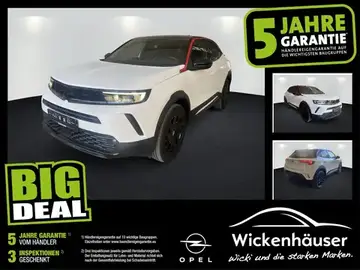 5 JAHRE
GARANTIE
HÄNDLEREIGENGARANTIE AUF
DIE WICHTIGSTEN BAUGRUPPEN.
BIG
DEAL
5 JAHRE GARANTIE
VOM HÄNDLER
3 INSPEKTIONEN
GESCHENKT
OPEL
Wickenhäuser
Wicki und die starken Marken.